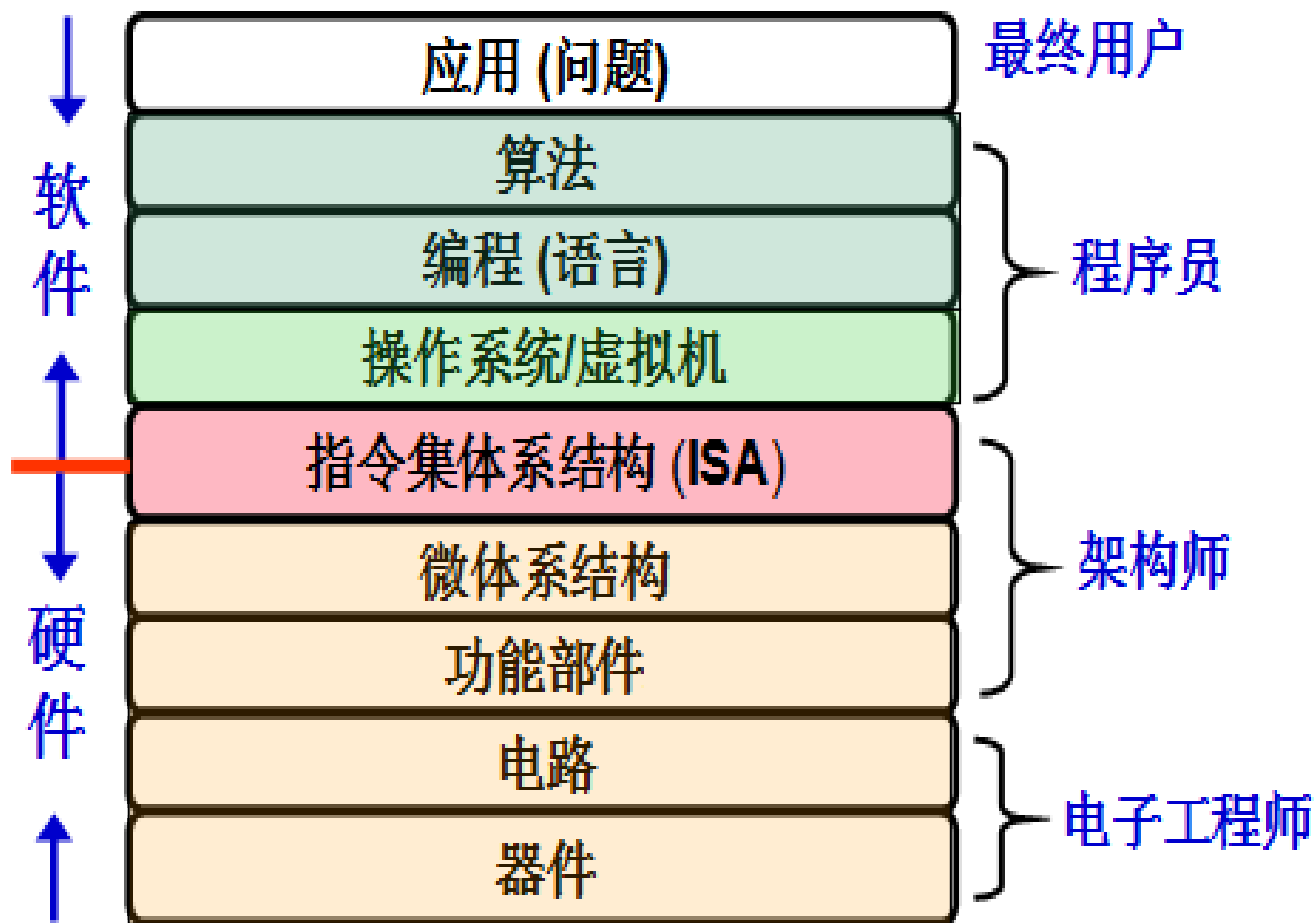 应用 (问题)
最终用户
算法
编程 (语言)
操作系统/虚拟机
程序员
软件
指令集体系结构 (ISA)
微体系结构
功能部件
架构师
硬件
电路
器件
电子工程师